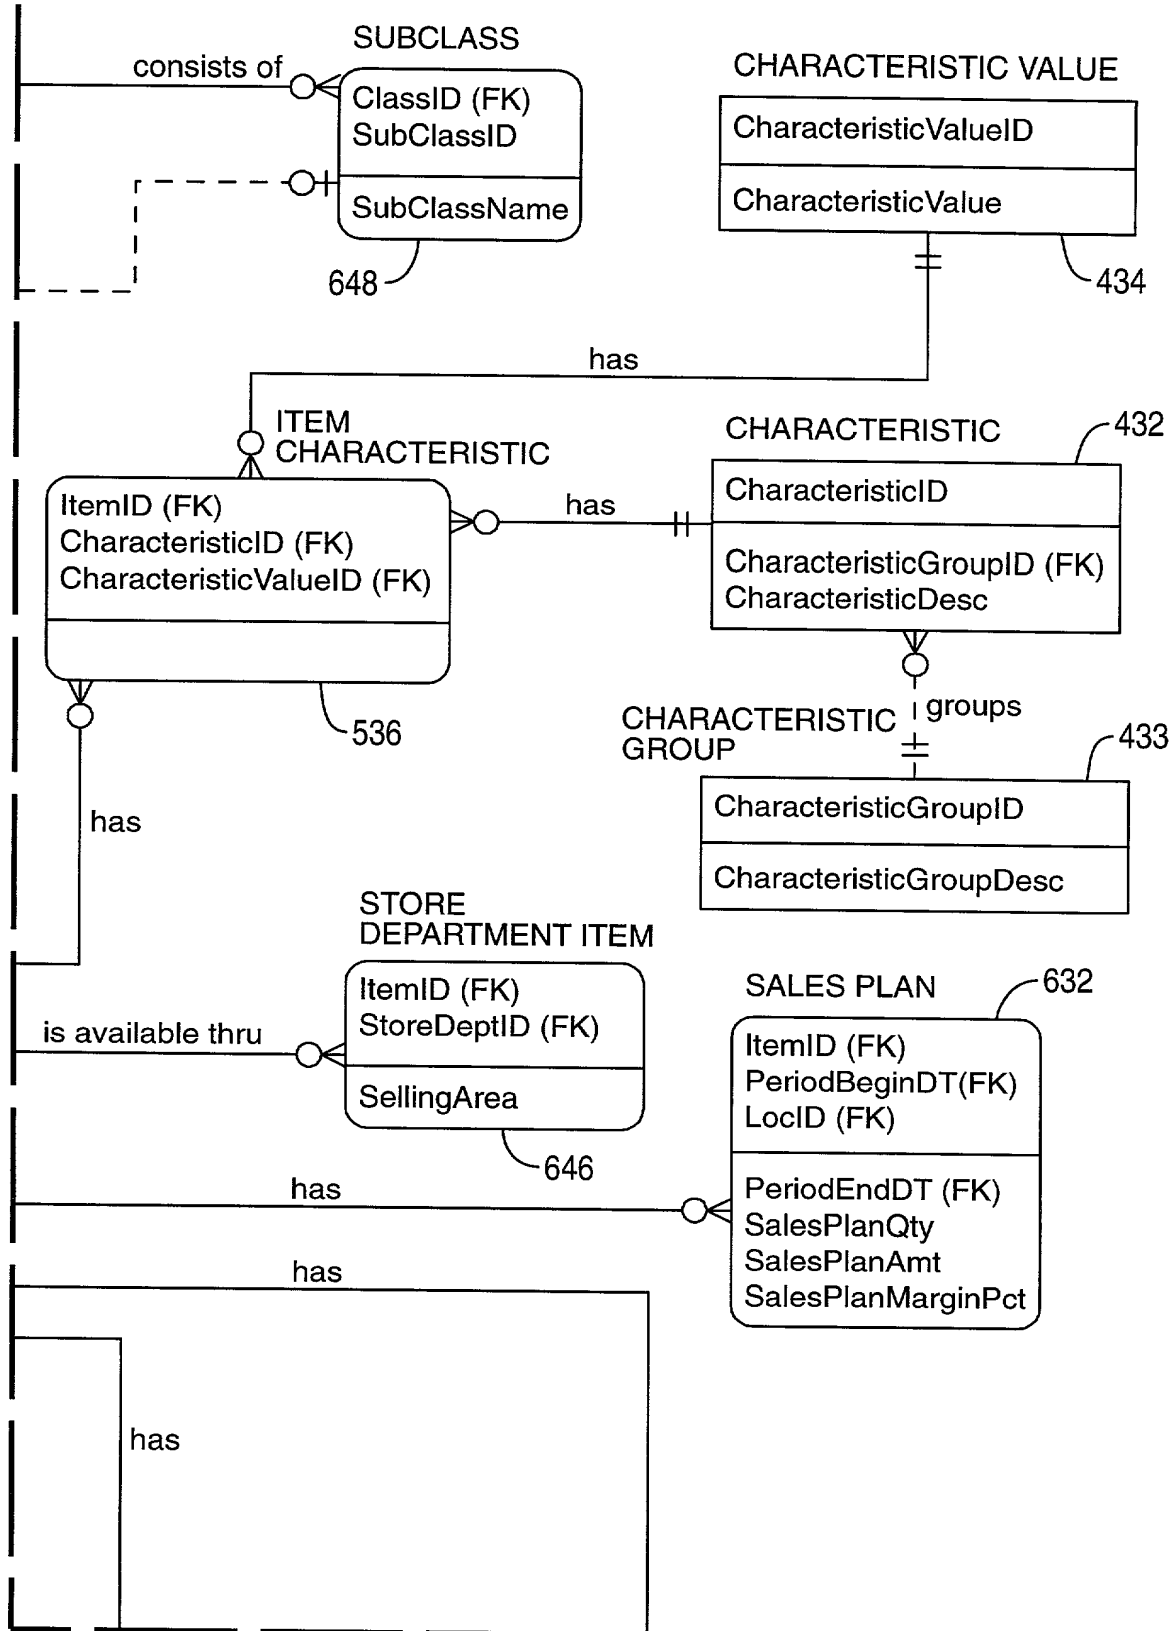 SUBCLASS
consists of
ClassID (FK)
SubClassID
SubClassName
648
CHARACTERISTIC VALUE
CharacteristicValueID
CharacteristicValue
434
has
ITEM
CHARACTERISTIC
ItemID (FK)
CharacteristicID (FK)
CharacteristicValueID (FK)
536
has
CHARACTERISTIC
432
CharacteristicID
CharacteristicGroupID (FK)
CharacteristicDesc
groups
CHARACTERISTIC
GROUP
433
CharacteristicGroupID
CharacteristicGroupDesc
has
STORE
DEPARTMENT ITEM
ItemID (FK)
StoreDeptID (FK)
SellingArea
646
is available thru
SALES PLAN
632
ItemID (FK)
PeriodBeginDT(FK)
LocID (FK)
PeriodEndDT (FK)
SalesPlanQty
SalesPlanAmt
SalesPlanMarginPct
has
has
has